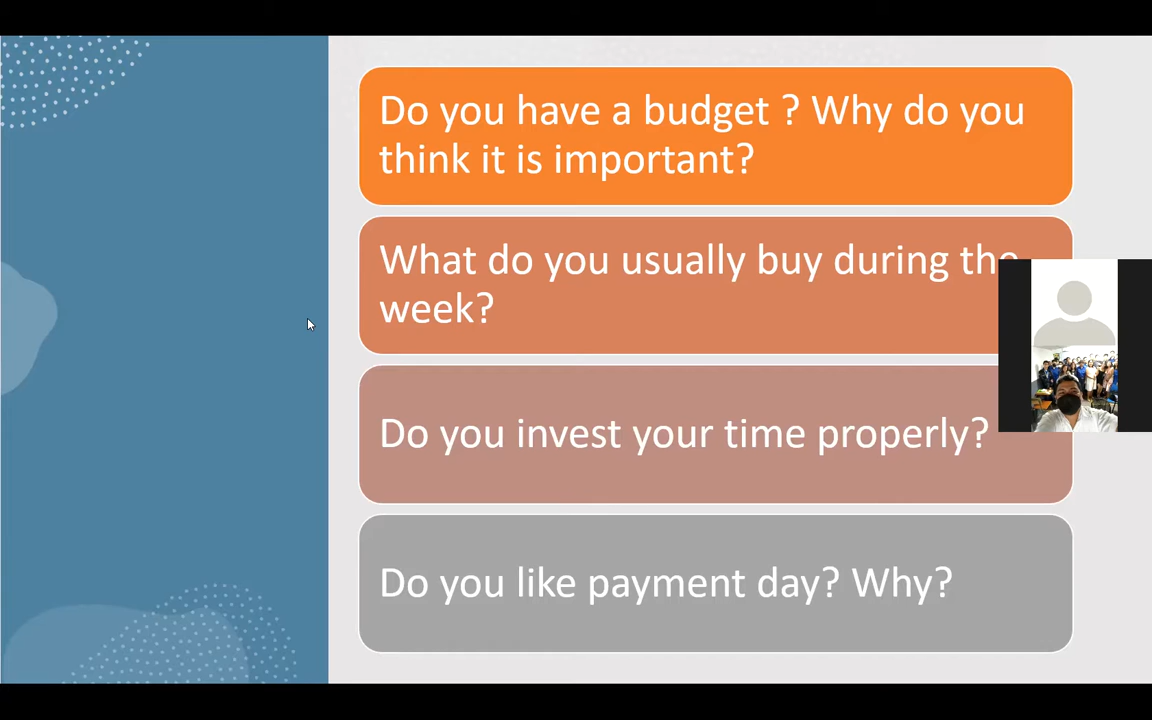 Do you have a budget ? Why do you
think it is important?
What do you usually buy during the
week?
Do you invest your time properly?
Do you like payment day? Why?